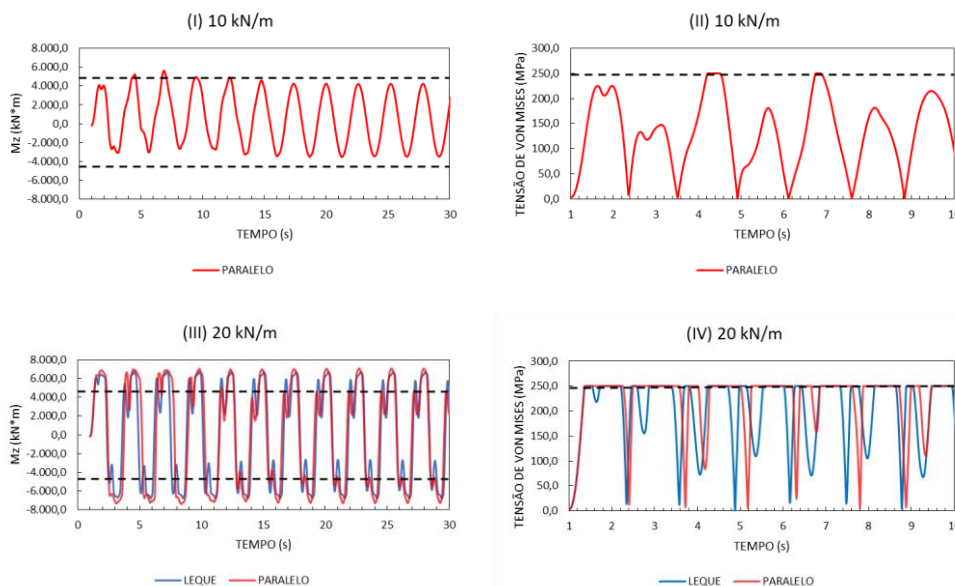 (I) 10 kN/m
8.000,0
6.000,0
4.000,0
2.000,0
0,0
-2.000,0
-4.000,0
-6.000,0
-8.000,0
Mz (kN*m)
0 5 10 15 20 25 30
TEMPO (s)
PARALELO
(II) 10 kN/m
300,0
250,0
200,0
150,0
100,0
50,0
0,0
TENSÃO DE VON MISES (MPa)
1 2 3 4 5 6 7 8 9 10
TEMPO (s)
PARALELO
(III) 20 kN/m
8.000,0
6.000,0
4.000,0
2.000,0
0,0
-2.000,0
-4.000,0
-6.000,0
-8.000,0
Mz (kN*m)
0 5 10 15 20 25 30
TEMPO (s)
LEQUE PARALELO
(IV) 20 kN/m
300,0
250,0
200,0
150,0
100,0
50,0
0,0
TENSÃO DE VON MISES (MPa)
1 2 3 4 5 6 7 8 9 10
TEMPO (s)
LEQUE PARALELO